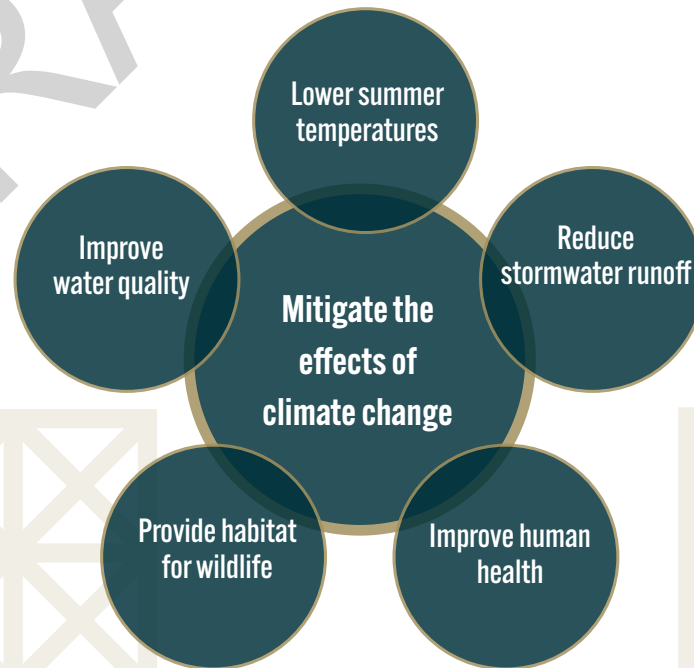 Lower summer
temperatures
Improve
water quality
Reduce
stormwater runoff
Mitigate the
effects of
climate change
Provide habitat
for wildlife
Improve human
health